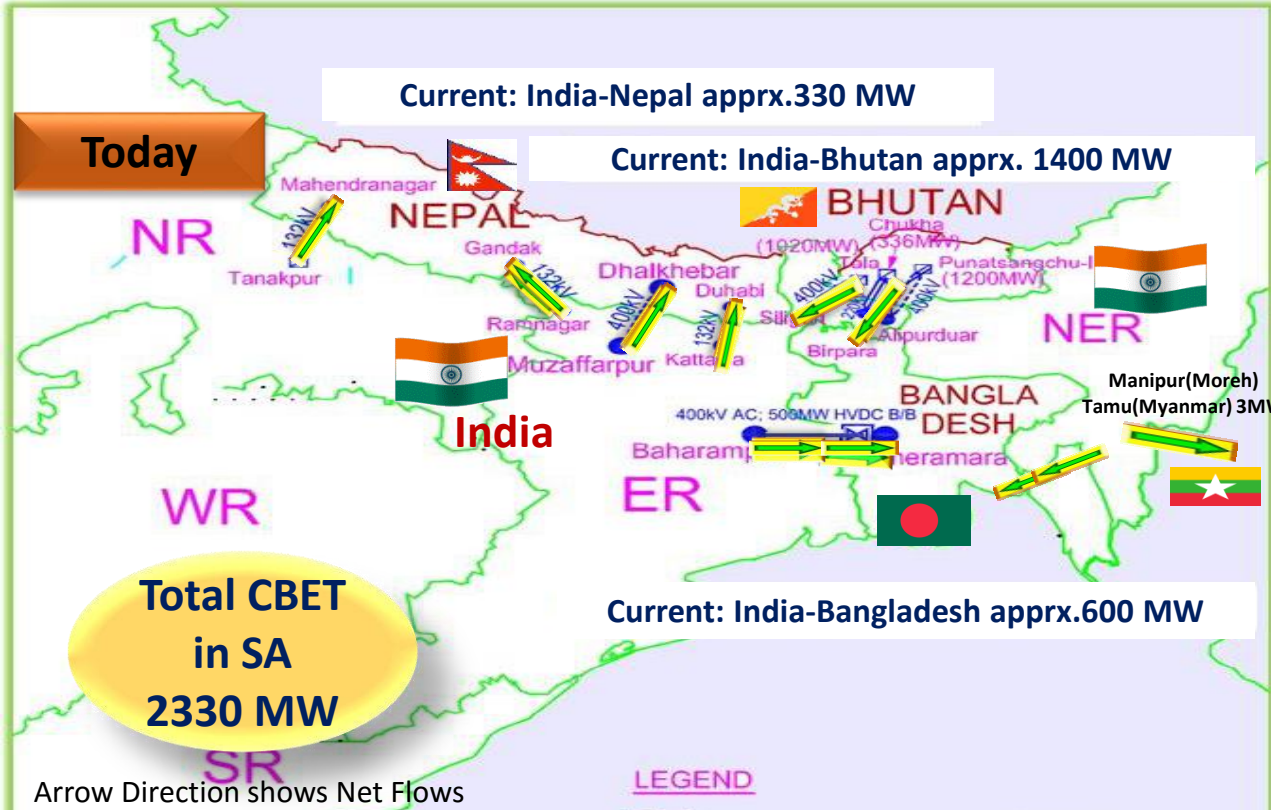 Current: India-Nepal apprx.330 MW
Today
Current: India-Bhutan apprx. 1400 MW
Mahendranagar
NEPAL
BHUTAN
Chukha
(336MW)
(1020MW)
Tala
Punatsangchu-I
(1200MW)
NR
132kV
Tanakpur
Gandak
132kV
Ramnagar
Dhalkhebar
400kV
Muzaffarpur
Duhabi
132kV
Kattaiya
400kV
400kV
Birpara
Alipurduar
NER
Manipur(Moreh)
Tamu(Myanmar) 3MW
BANGLA
DESH
400kV AC; 500MW HVDC B/B
India
WR
ER
Total CBET
in SA
2330 MW
Current: India-Bangladesh apprx.600 MW
SR
Arrow Direction shows Net Flows
LEGEND